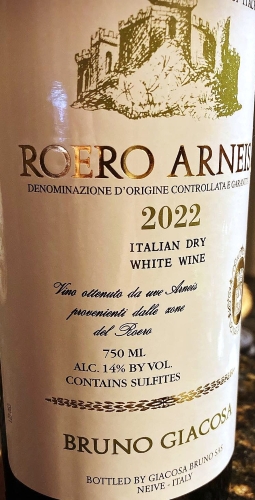 ROERO ARNEIS
DENOMINAZIONE D'ORIGINE CONTROLLATA E
2022
ITALIAN DRY
WHITE WINE
Vino ottenuto da uve Arneis
provenienti dalle zone
del Roero
750 ML
ALC. 14% BY VOL.
CONTAINS SULFITES
BRUNO GIACOSA
BOTTLED BY GIACOSA BRUNO SAS
NEIVE - ITALY